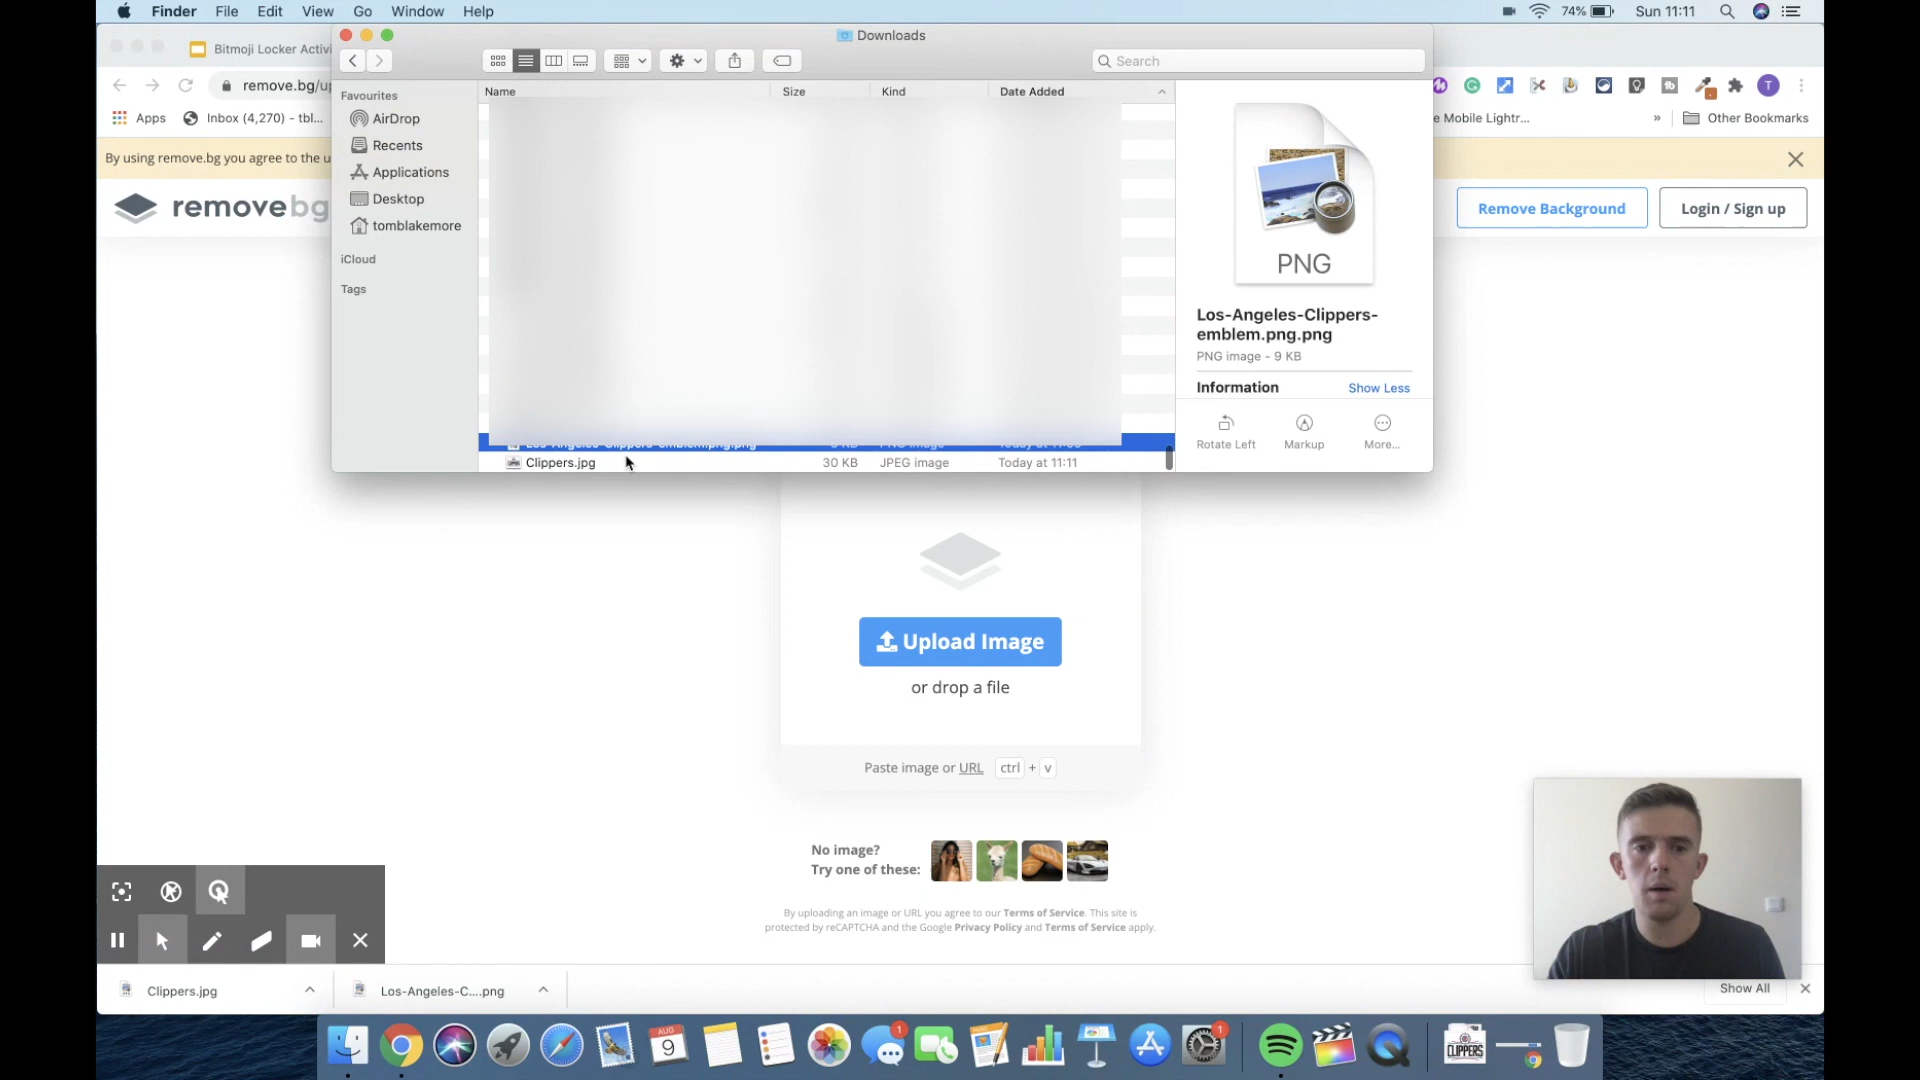 Finder File Edit View Go Window Help
74% Sun 11:11
Bitmoji Locker Activi
Downloads
Search
remove.bg/up
T
Apps Inbox (4,270) - tbl... e Mobile Lightr... » Other Bookmarks
By using remove.bg you agree to the u
removebg
Remove Background Login / Sign up
Favourites
AirDrop
Recents
Applications
Desktop
tomblakemore
iCloud
Tags
Name Size Kind Date Added
Clippers.jpg 30 KB JPEG image Today at 11:11
PNG
Los-Angeles-Clippers-
emblem.png.png
PNG image - 9 KB
Information Show Less
Rotate Left Markup More...
Upload Image
or drop a file
Paste image or URL ctrl + v
No image?
Try one of these:
By uploading an image or URL you agree to our Terms of Service. This site is
protected by reCAPTCHA and the Google Privacy Policy and Terms of Service apply.
Clippers.jpg Los-Angeles-C....png Show All
AUG
9
1
1
CLIPPERS